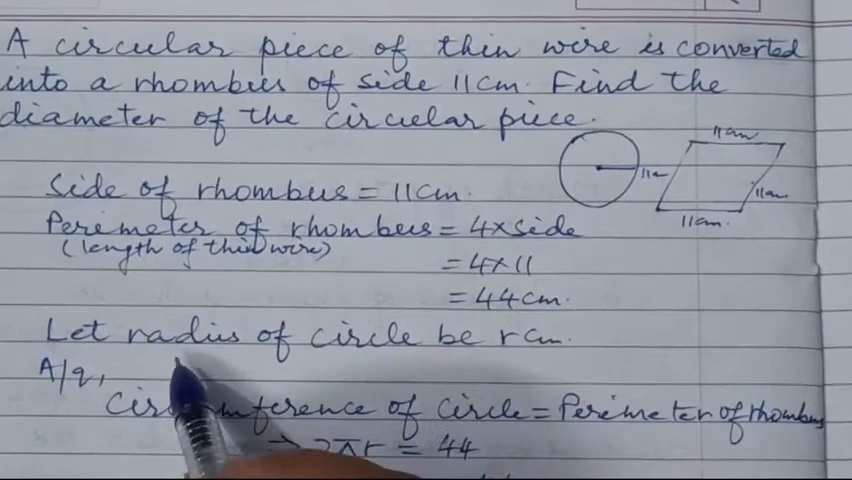 A circular piece of thin wire is converted
into a rhombus of side 11cm. Find the
diameter of the circular piece.
11cm
11cm
11cm
11cm.
Side of rhombus = 11cm.
Perimeter of rhombus = 4×side
(length of thin wire)
= 4×11
= 44cm.
Let radius of circle be r cm.
A/q,
Circumference of circle = Perimeter of rhombus
⇒ 2πr = 44